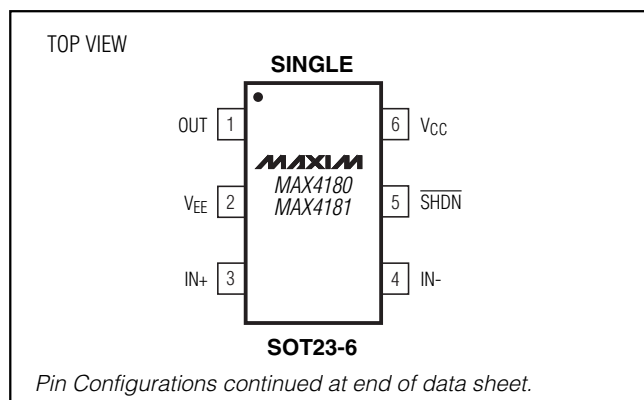 TOP VIEW
SINGLE
OUT 1
6 VCC
MAXIM
MAX4180
MAX4181
VEE 2
5 SHDN
IN+ 3
4 IN-
SOT23-6
Pin Configurations continued at end of data sheet.